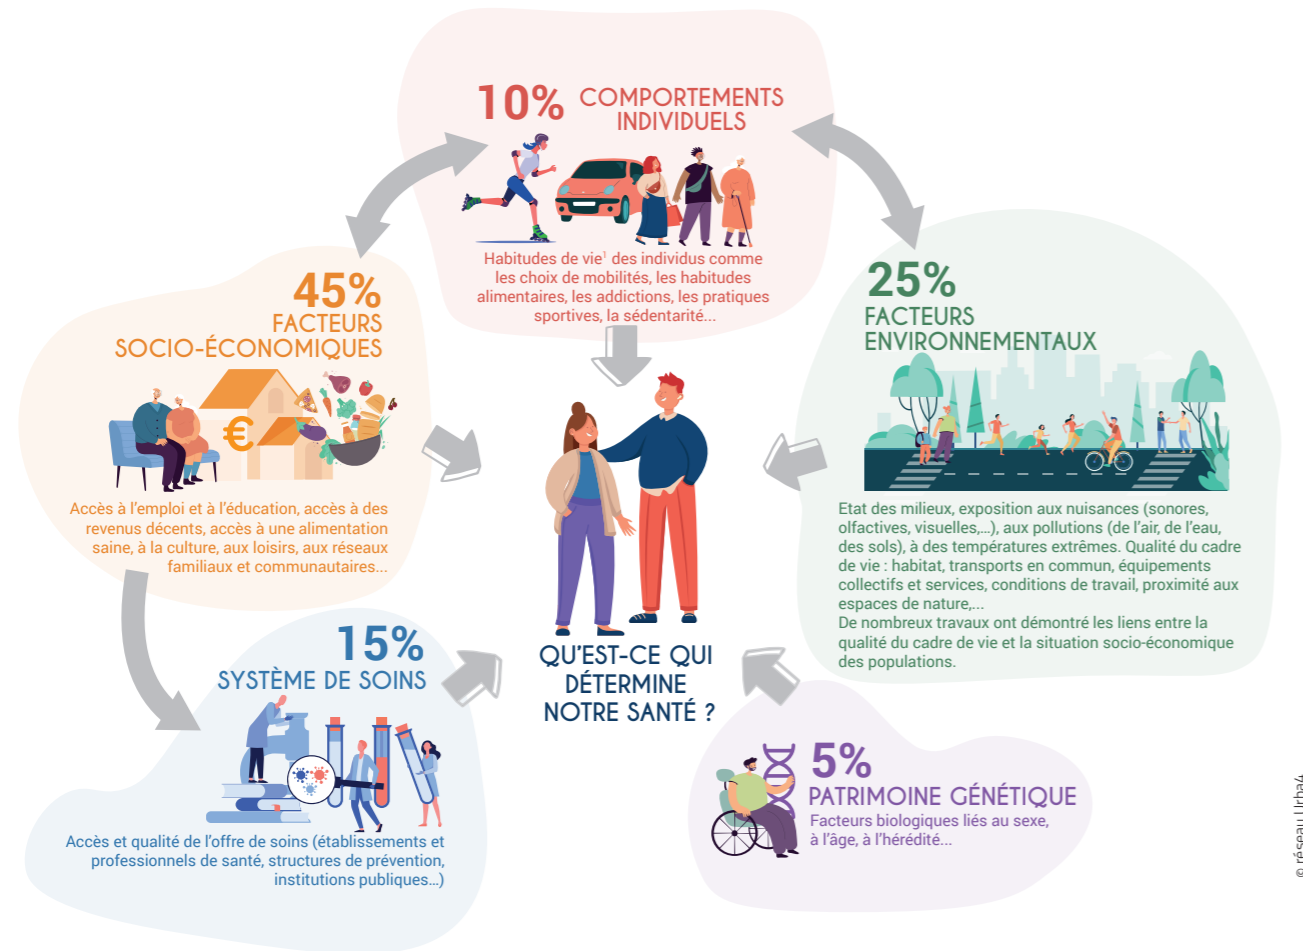 10% COMPORTEMENTS
INDIVIDUELS
Habitudes de vie¹ des individus comme
les choix de mobilités, les habitudes
alimentaires, les addictions, les pratiques
sportives, la sédentarité...
45%
FACTEURS
SOCIO-ÉCONOMIQUES
€
Accès à l'emploi et à l'éducation, accès à des
revenus décents, accès à une alimentation
saine, à la culture, aux loisirs, aux réseaux
familiaux et communautaires...
25%
FACTEURS
ENVIRONNEMENTAUX
Etat des milieux, exposition aux nuisances (sonores,
olfactives, visuelles,...), aux pollutions (de l'air, de l'eau,
des sols), à des températures extrêmes. Qualité du cadre
de vie : habitat, transports en commun, équipements
collectifs et services, conditions de travail, proximité aux
espaces de nature,...
De nombreux travaux ont démontré les liens entre la
qualité du cadre de vie et la situation socio-économique
des populations.
15%
SYSTÈME DE SOINS
Accès et qualité de l'offre de soins (établissements et
professionnels de santé, structures de prévention,
institutions publiques…)
QU'EST-CE QUI
DÉTERMINE
NOTRE SANTÉ ?
5%
PATRIMOINE GÉNÉTIQUE
Facteurs biologiques liés au sexe,
à l'âge, à l'hérédité...
© réseau Urba4